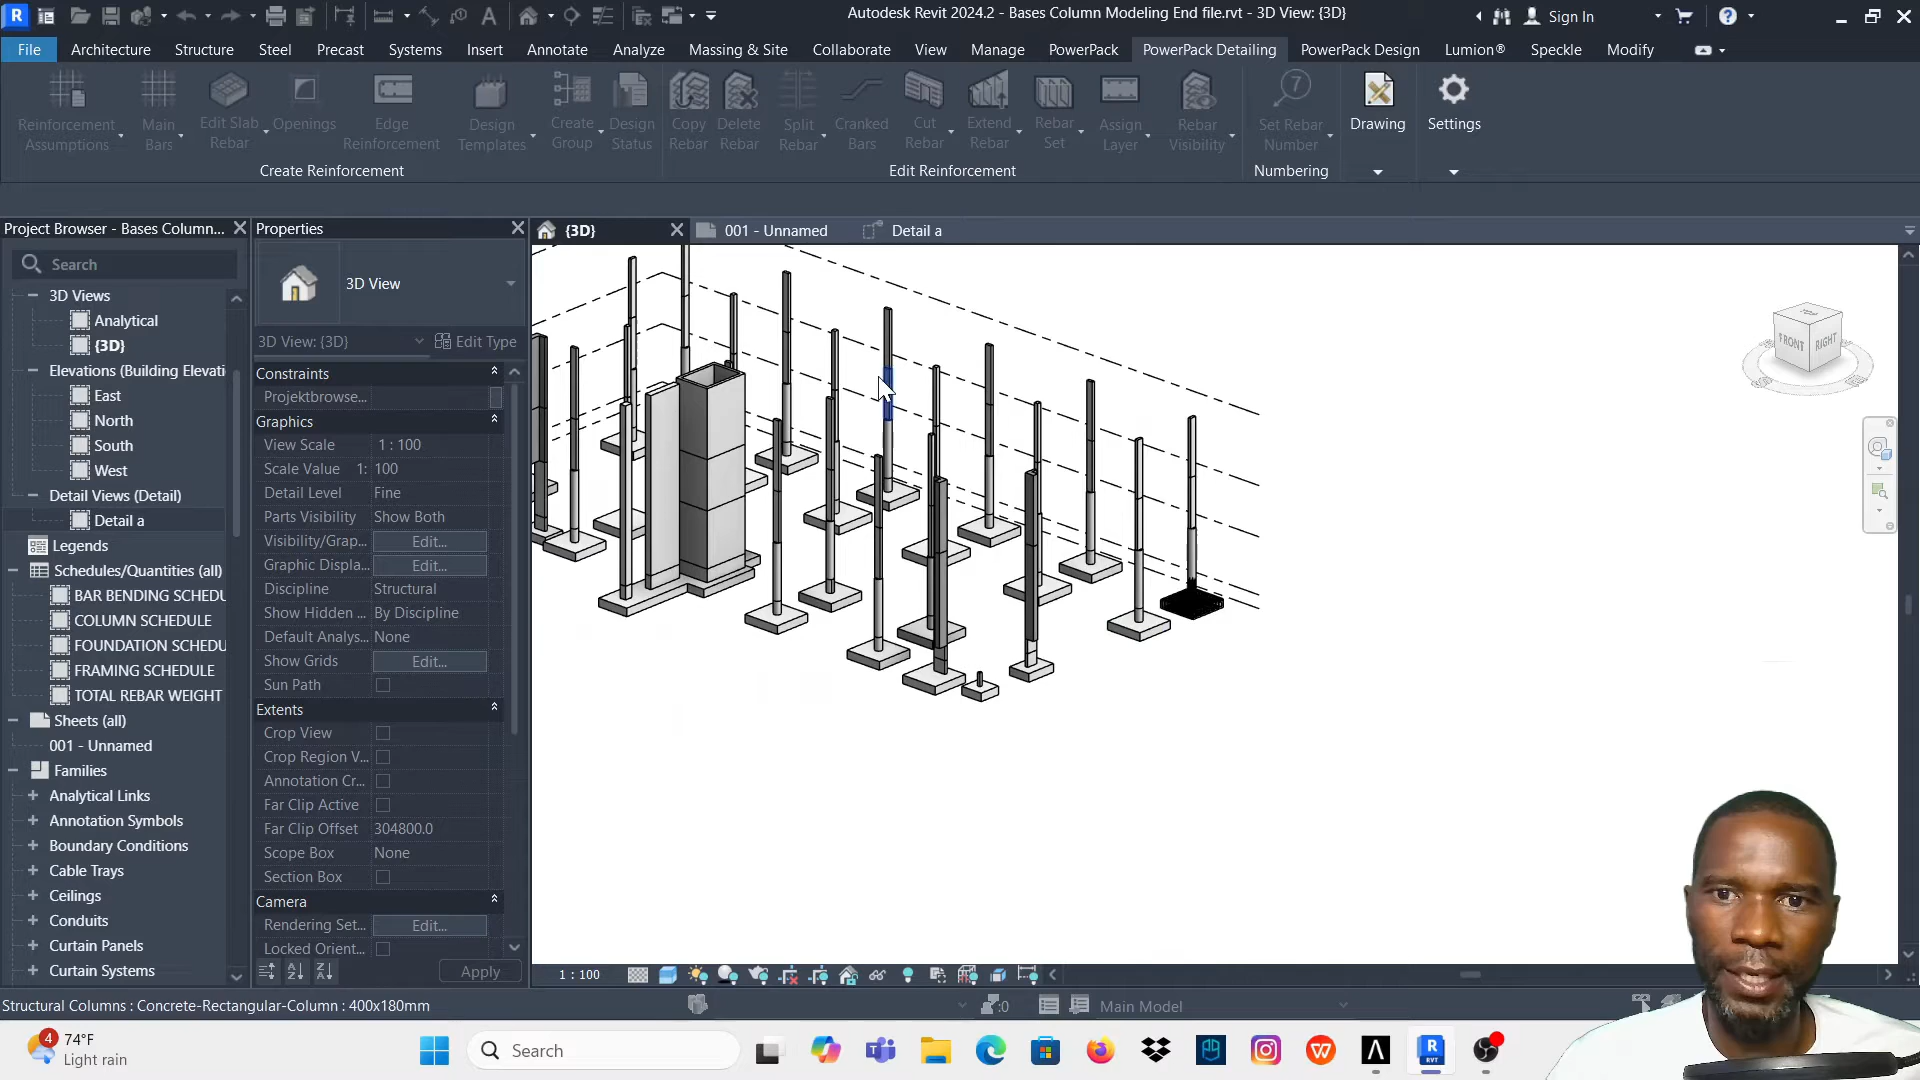 Autodesk Revit 2024.2 - Bases Column Modeling End file.rvt - 3D View: {3D}
Sign In
File Architecture Structure Steel Precast Systems Insert Annotate Analyze Massing & Site Collaborate View Manage PowerPack PowerPack Detailing PowerPack Design Lumion® Speckle Modify
Reinforcement Assumptions
Main Bars
Edit Slab Rebar
Openings
Edge Reinforcement
Design Templates
Create Group
Design Status
Copy Rebar
Delete Rebar
Split Rebar
Cranked Bars
Cut Rebar
Extend Rebar
Rebar Set
Assign Layer
Rebar Visibility
7
Set Rebar Number
Drawing
Settings
Create Reinforcement
Edit Reinforcement
Numbering
Project Browser - Bases Column...
Search
3D Views
Analytical
{3D}
Elevations (Building Elevati
East
North
South
West
Detail Views (Detail)
Detail a
Legends
Schedules/Quantities (all)
BAR BENDING SCHEDU
COLUMN SCHEDULE
FOUNDATION SCHEDU
FRAMING SCHEDULE
TOTAL REBAR WEIGHT
Sheets (all)
001 - Unnamed
Families
Analytical Links
Annotation Symbols
Boundary Conditions
Cable Trays
Ceilings
Conduits
Curtain Panels
Curtain Systems
Properties
3D View
3D View: {3D}
Edit Type
Constraints
Projektbrowse...
Graphics
View Scale 1 : 100
Scale Value 1: 100
Detail Level Fine
Parts Visibility Show Both
Visibility/Grap... Edit...
Graphic Displa... Edit...
Discipline Structural
Show Hidden ... By Discipline
Default Analys... None
Show Grids Edit...
Sun Path
Extents
Crop View
Crop Region V...
Annotation Cr...
Far Clip Active
Far Clip Offset 304800.0
Scope Box None
Section Box
Camera
Rendering Set... Edit...
Locked Orient...
Apply
{3D}
001 - Unnamed
Detail a
FRONT
RIGHT
1 : 100
Structural Columns : Concrete-Rectangular-Column : 400x180mm
:0
Main Model
4
74°F
Light rain
Search
R
RVT